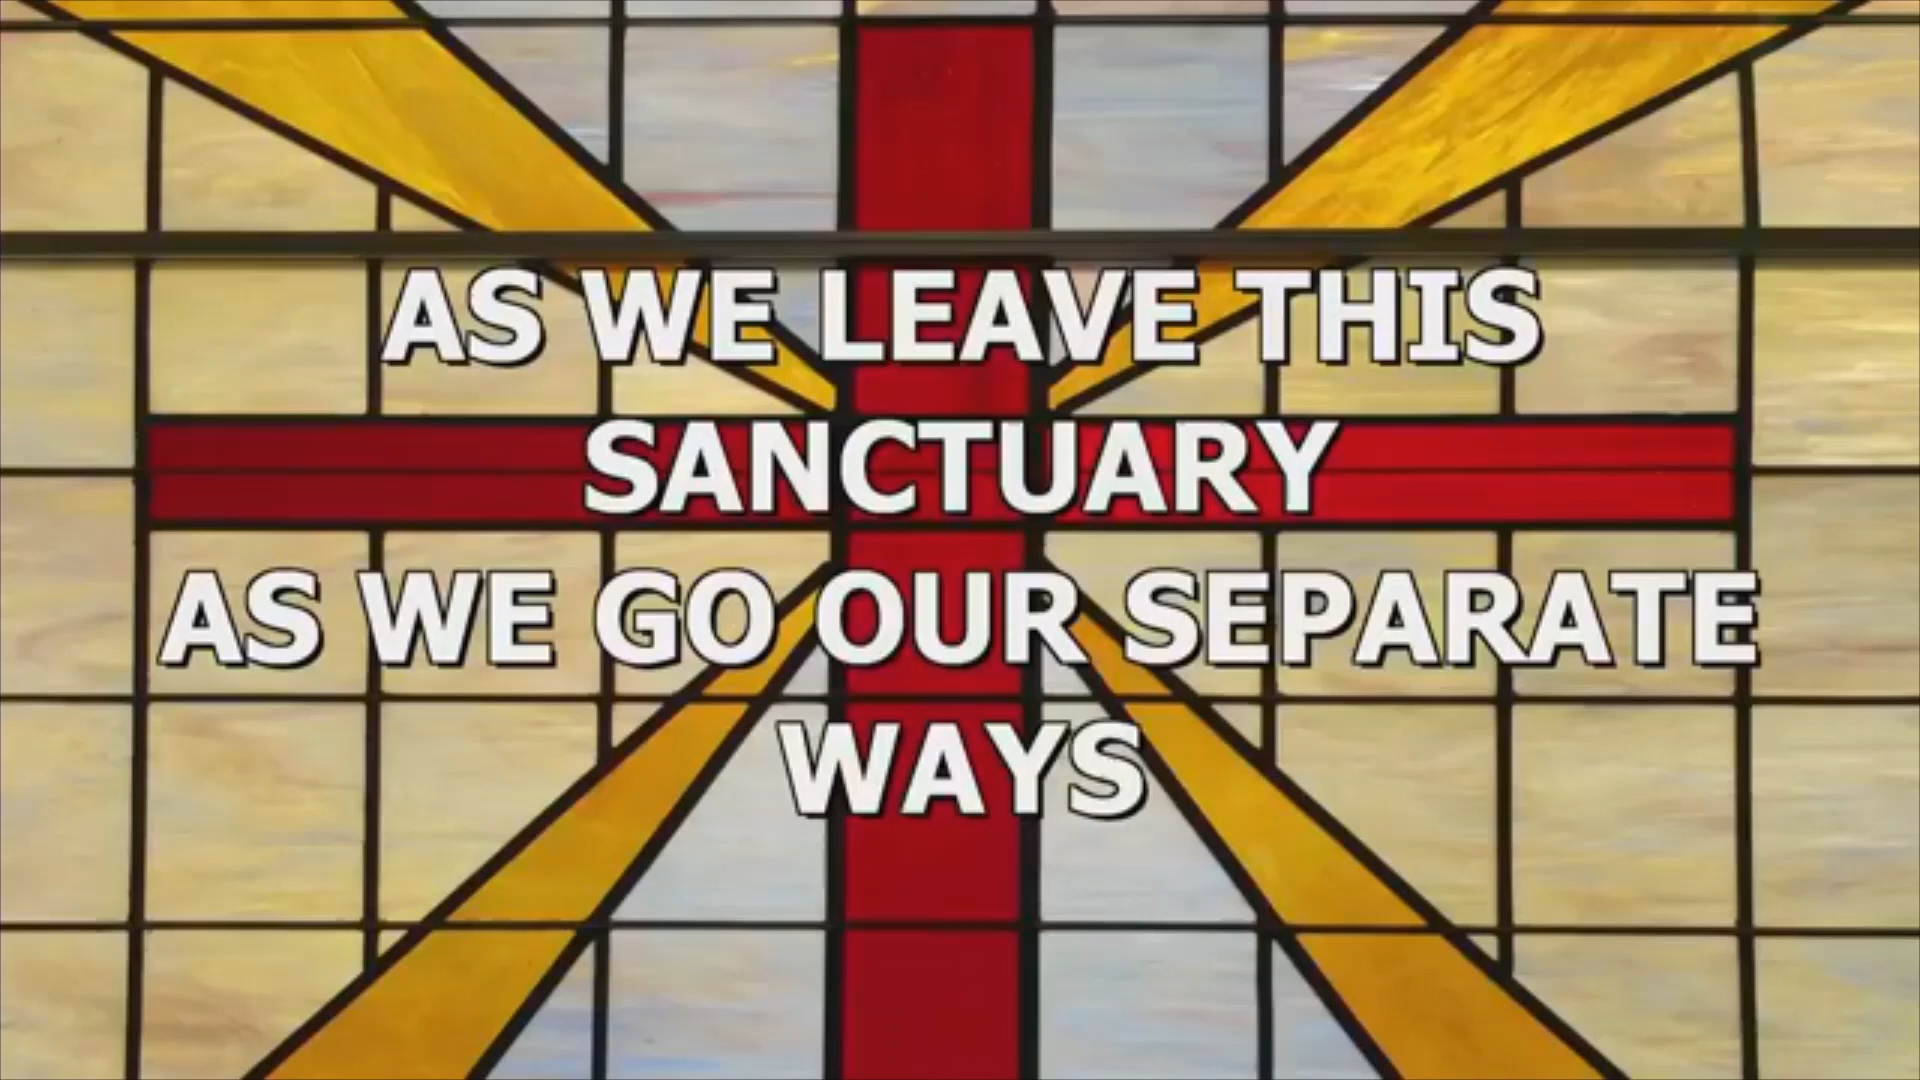 AS WE LEAVE THIS
SANCTUARY
AS WE GO OUR SEPARATE
WAYS